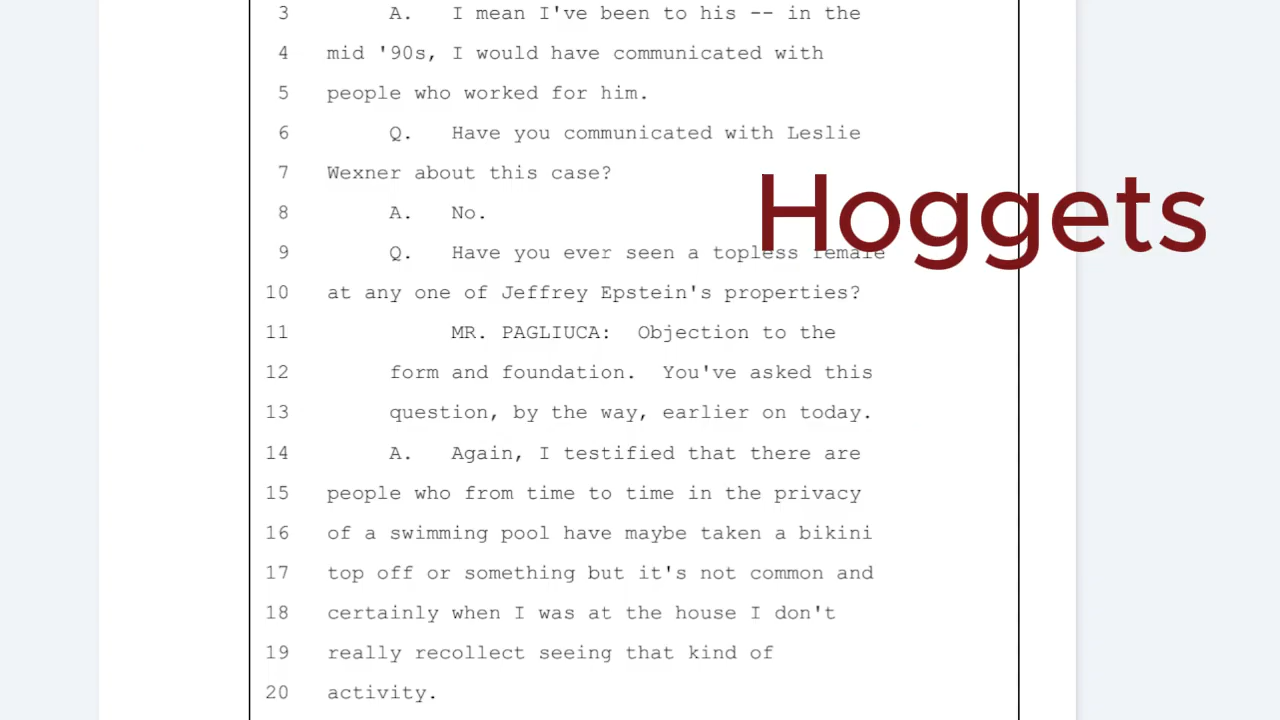 3 A. I mean I've been to his -- in the
4 mid '90s, I would have communicated with
5 people who worked for him.
6 Q. Have you communicated with Leslie
7 Wexner about this case?
Hoggets
8 A. No.
9 Q. Have you ever seen a topless female
10 at any one of Jeffrey Epstein's properties?
11 MR. PAGLIUCA: Objection to the
12 form and foundation. You've asked this
13 question, by the way, earlier on today.
14 A. Again, I testified that there are
15 people who from time to time in the privacy
16 of a swimming pool have maybe taken a bikini
17 top off or something but it's not common and
18 certainly when I was at the house I don't
19 really recollect seeing that kind of
20 activity.